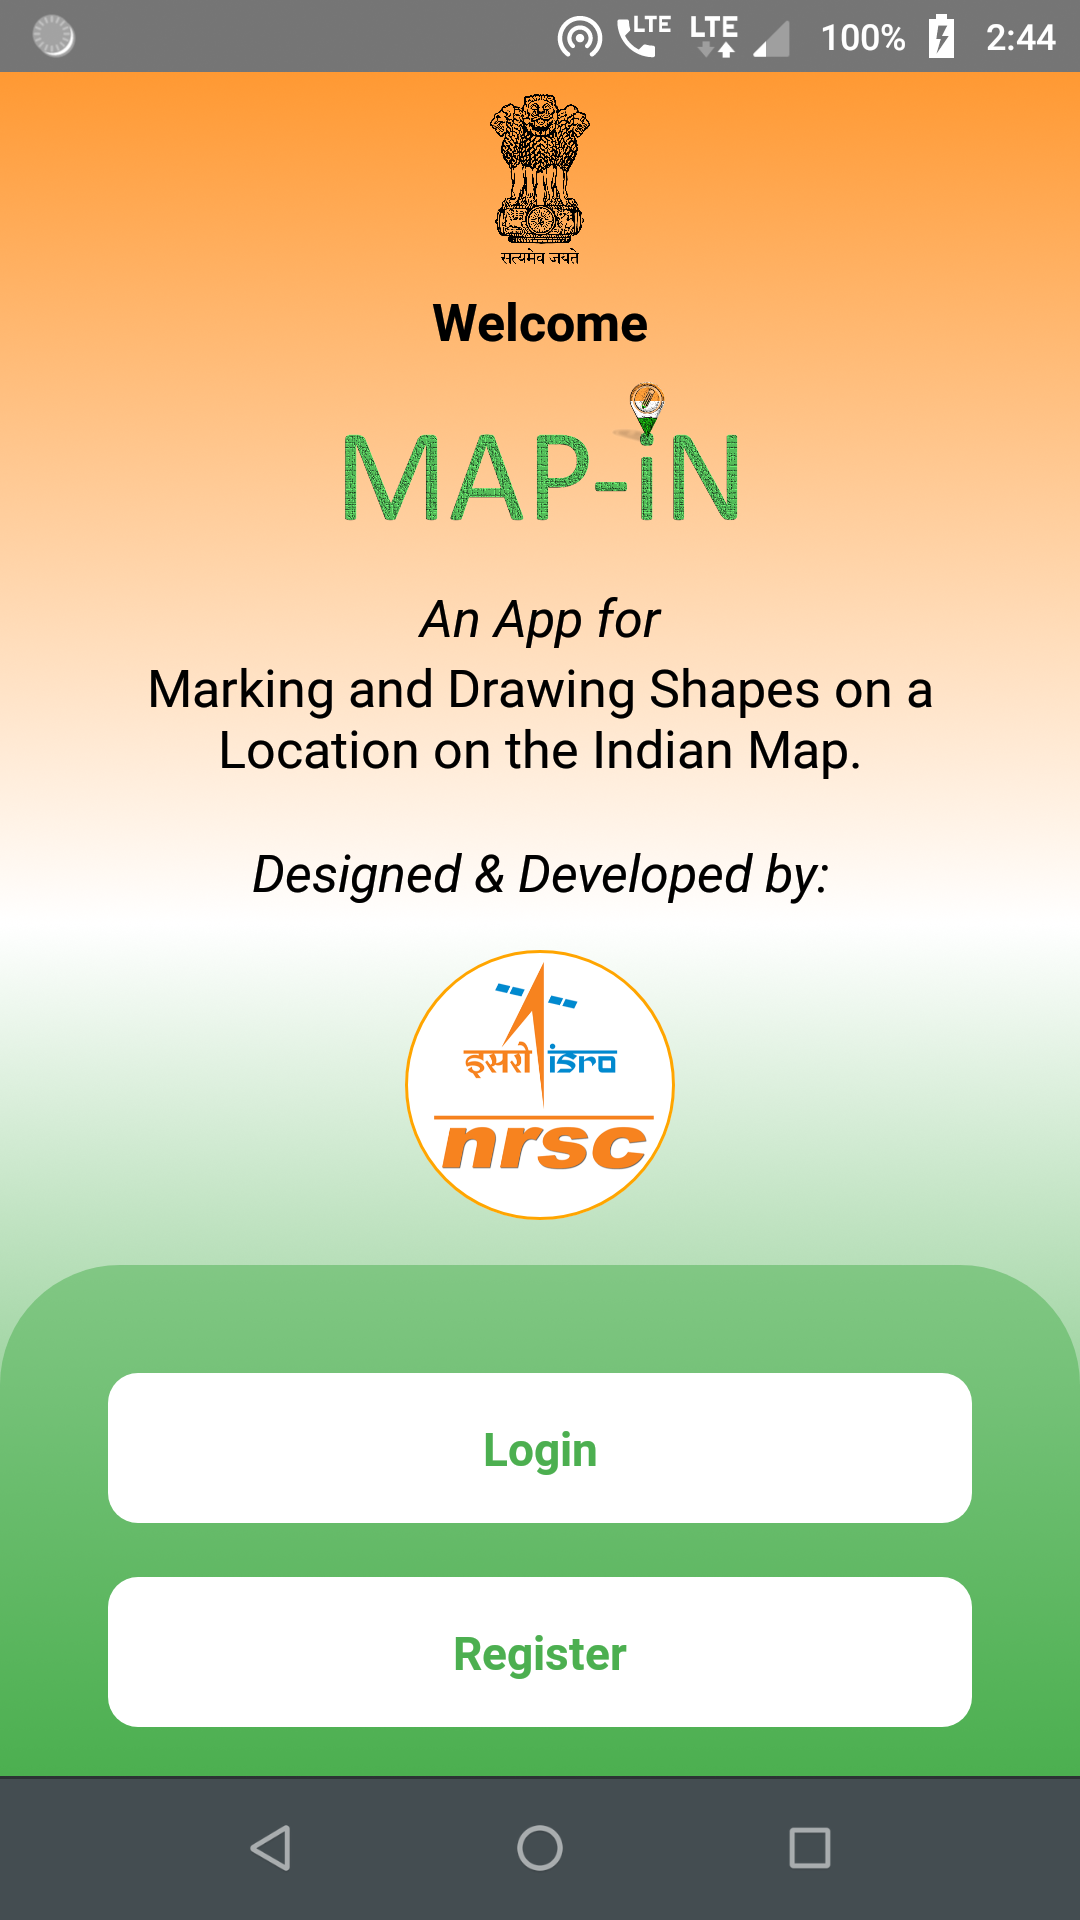 LTE
LTE
100%
2:44
सत्यमेव जयते
Welcome
MAP-iN
An App for
Marking and Drawing Shapes on a
Location on the Indian Map.
Designed & Developed by:
इसरो isro
nrsc
Login
Register